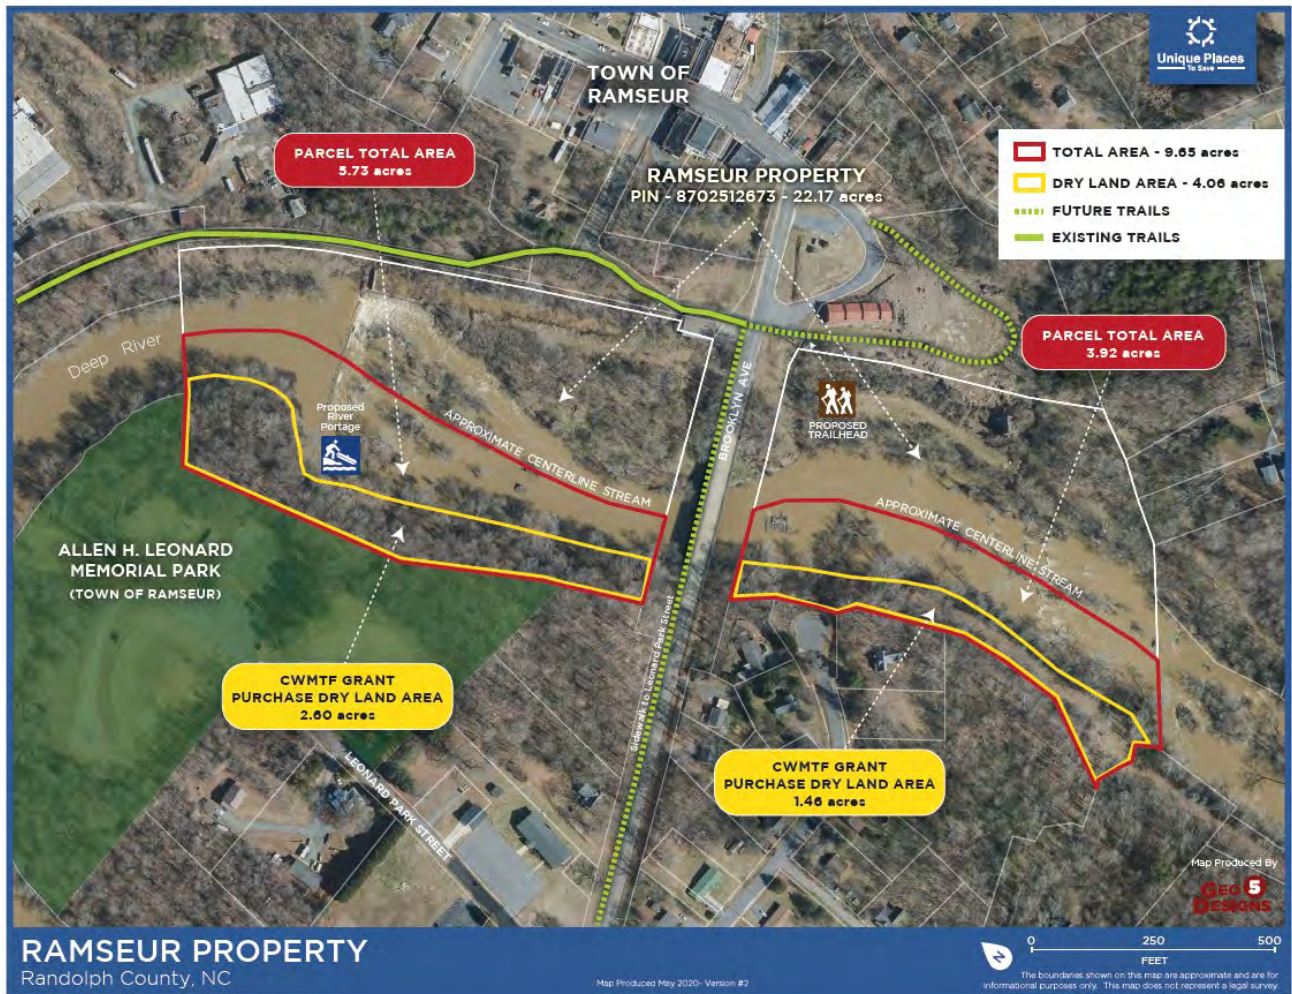 Unique Places
To Save
TOWN OF
RAMSEUR
PARCEL TOTAL AREA
5.73 acres
RAMSEUR PROPERTY
PIN - 8702512673 - 22.17 acres
TOTAL AREA - 9.65 acres
DRY LAND AREA - 4.06 acres
FUTURE TRAILS
EXISTING TRAILS
PARCEL TOTAL AREA
3.92 acres
Deep River
BROOKLYN AVE
Proposed
River
Portage
APPROXIMATE CENTERLINE STREAM
PROPOSED
TRAILHEAD
APPROXIMATE CENTERLINE STREAM
ALLEN H. LEONARD
MEMORIAL PARK
(TOWN OF RAMSEUR)
Sidewalk to Leonard Park Street
CWMTF GRANT
PURCHASE DRY LAND AREA
2.60 acres
CWMTF GRANT
PURCHASE DRY LAND AREA
1.46 acres
LEONARD PARK STREET
Map Produced By
GEO 5
DESIGNS
RAMSEUR PROPERTY
Randolph County, NC
Map Produced May 2020- Version #2
N
0 250 500
FEET
The boundaries shown on this map are approximate and are for
informational purposes only. This map does not represent a legal survey